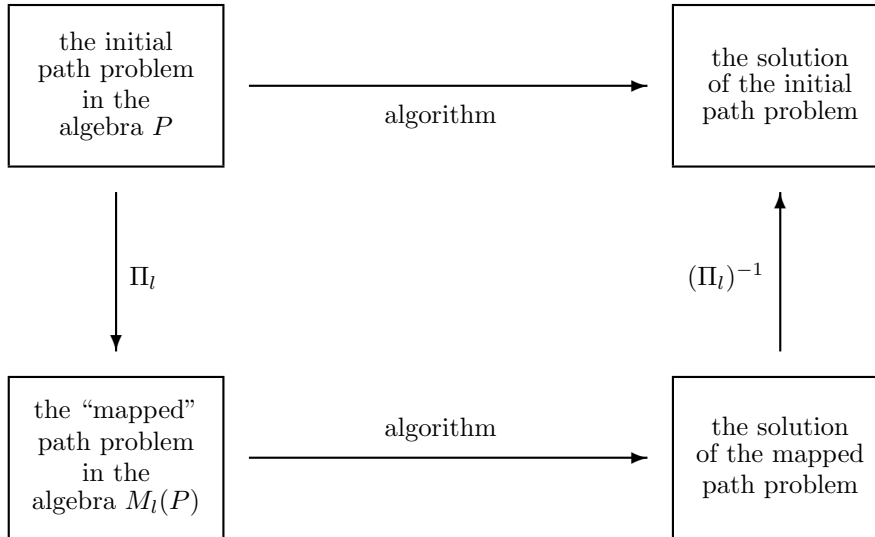 the initial
path problem
in the
algebra P
algorithm
the solution
of the initial
path problem
Π_l
(Π_l)^{-1}
the “mapped”
path problem
in the
algebra M_l(P)
algorithm
the solution
of the mapped
path problem